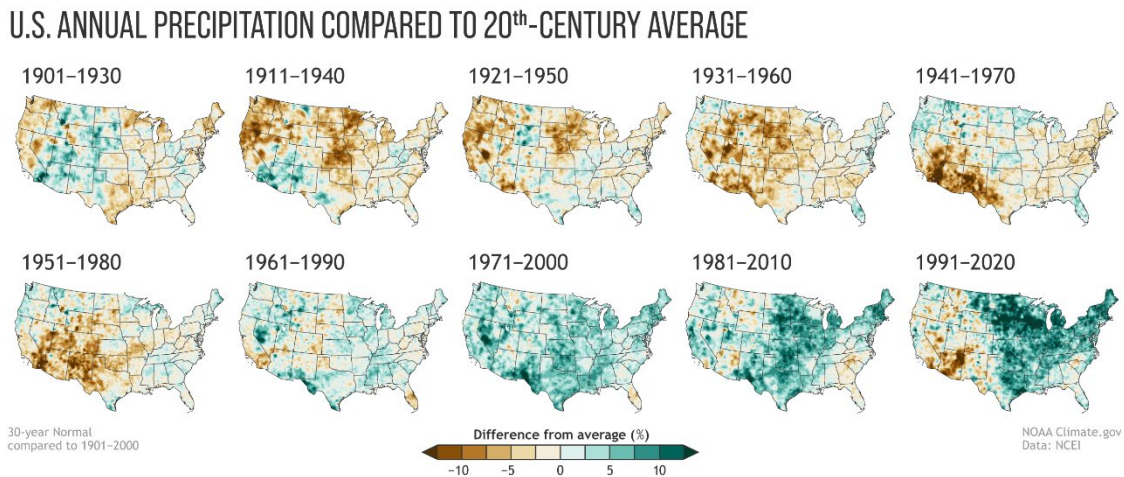 U.S. ANNUAL PRECIPITATION COMPARED TO 20th-CENTURY AVERAGE
1901–1930
1911–1940
1921–1950
1931–1960
1941–1970
1951–1980
1961–1990
1971–2000
1981–2010
1991–2020
30-year Normal
compared to 1901–2000
Difference from average (%)
-10 -5 0 5 10
NOAA Climate.gov
Data: NCEI